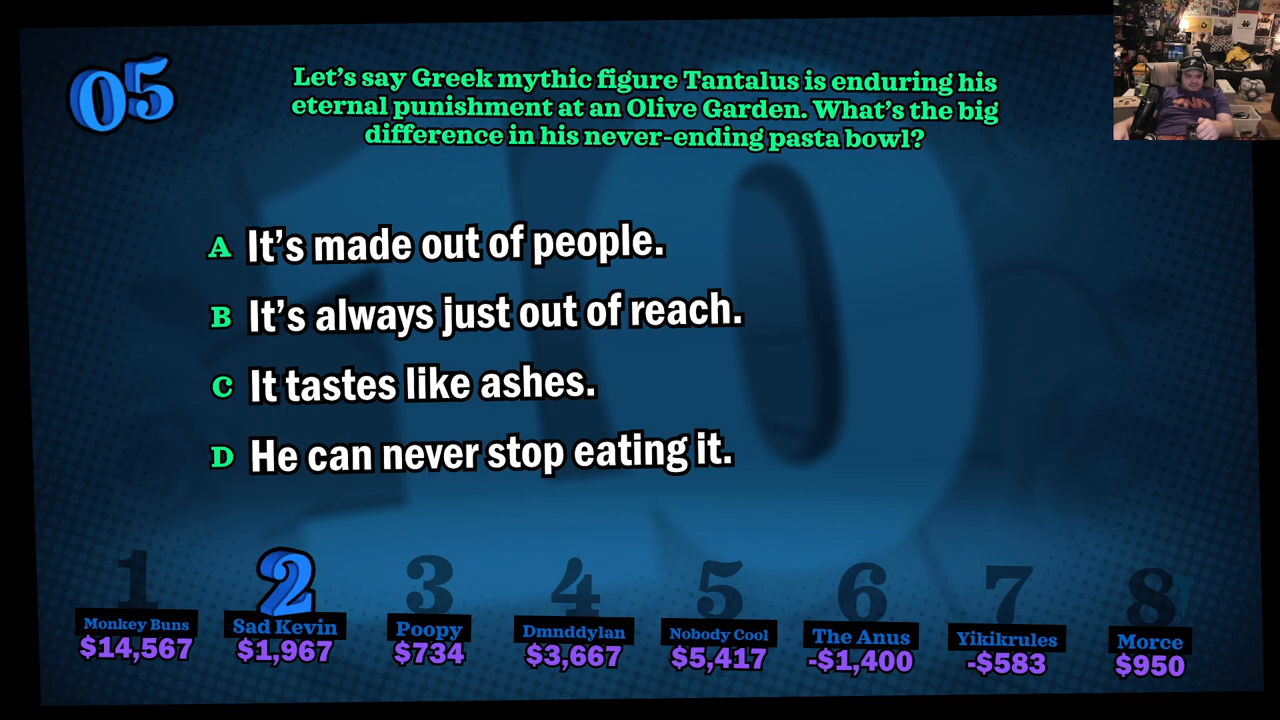 05
Let's say Greek mythic figure Tantalus is enduring his
eternal punishment at an Olive Garden. What's the big
difference in his never-ending pasta bowl?
A It's made out of people.
B It's always just out of reach.
C It tastes like ashes.
D He can never stop eating it.
10
1 2 3 4 5 6 7 8
Monkey Buns Sad Kevin Poopy Dmnddylan Nobody Cool The Anus Yikikrules Morce
$14,567 $1,967 $734 $3,667 $5,417 -$1,400 -$583 $950